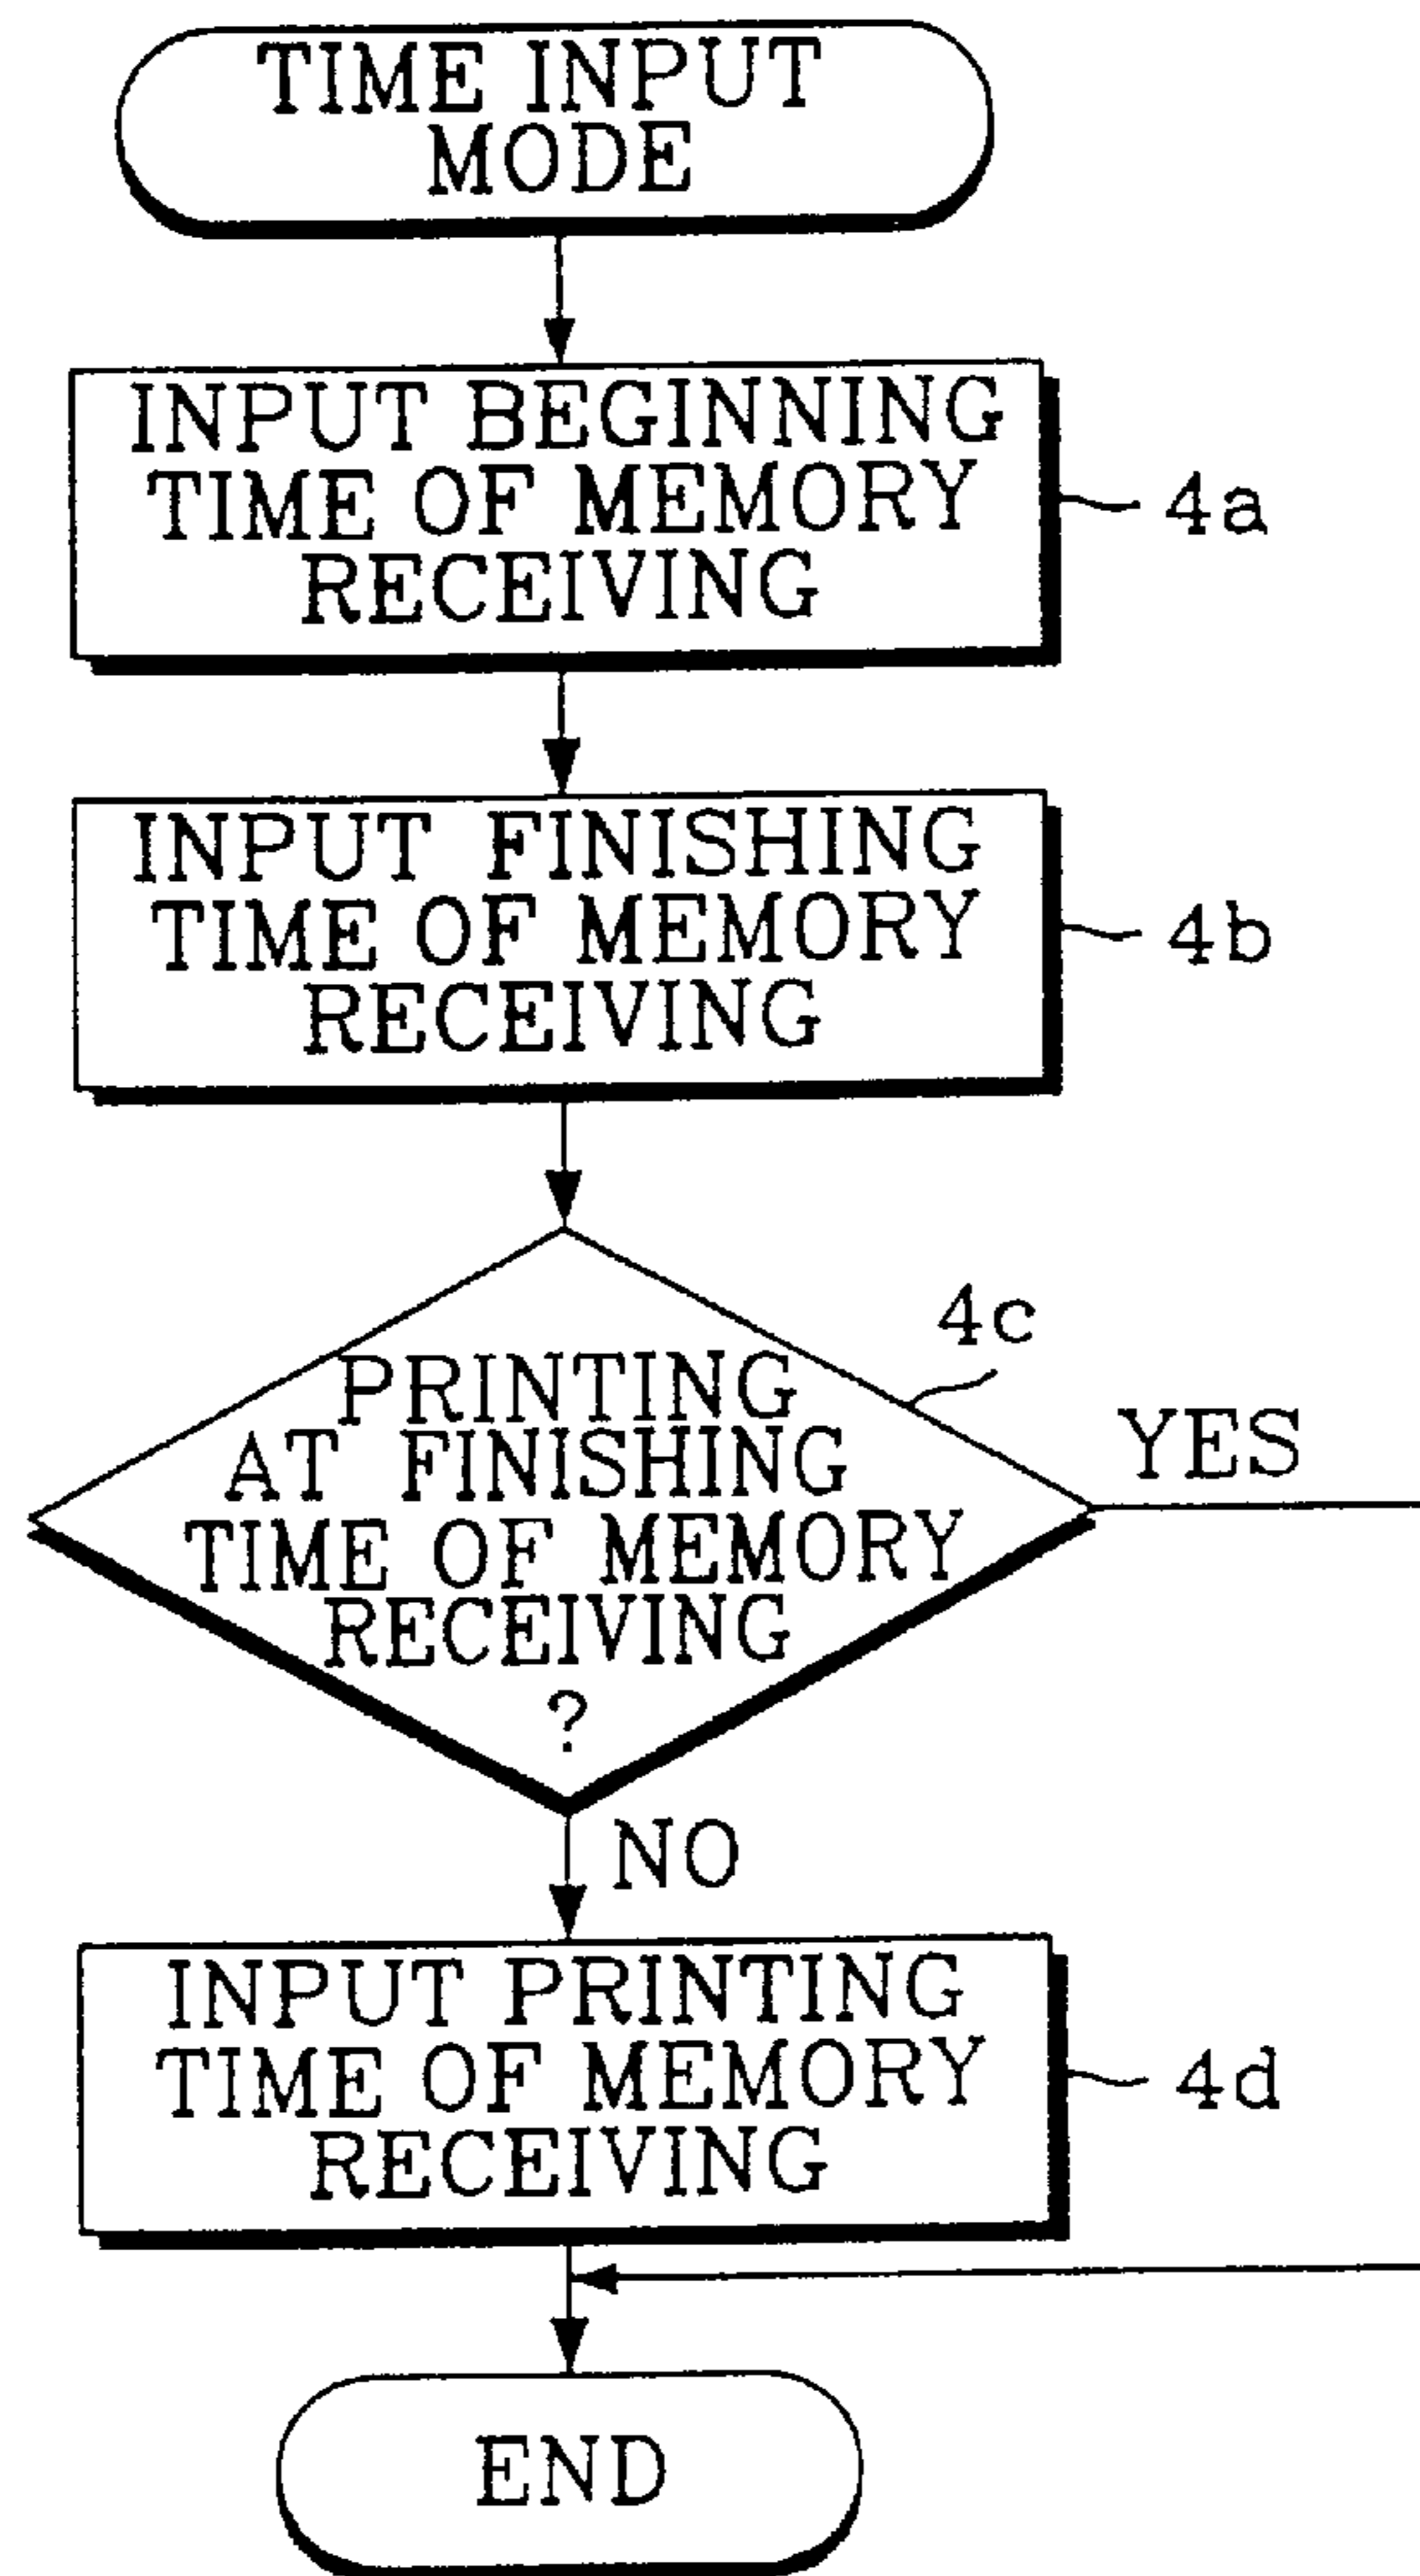 TIME INPUT
MODE
INPUT BEGINNING
TIME OF MEMORY
RECEIVING
4a
INPUT FINISHING
TIME OF MEMORY
RECEIVING
4b
4c
PRINTING
AT FINISHING
TIME OF MEMORY
RECEIVING
?
YES
NO
INPUT PRINTING
TIME OF MEMORY
RECEIVING
4d
END